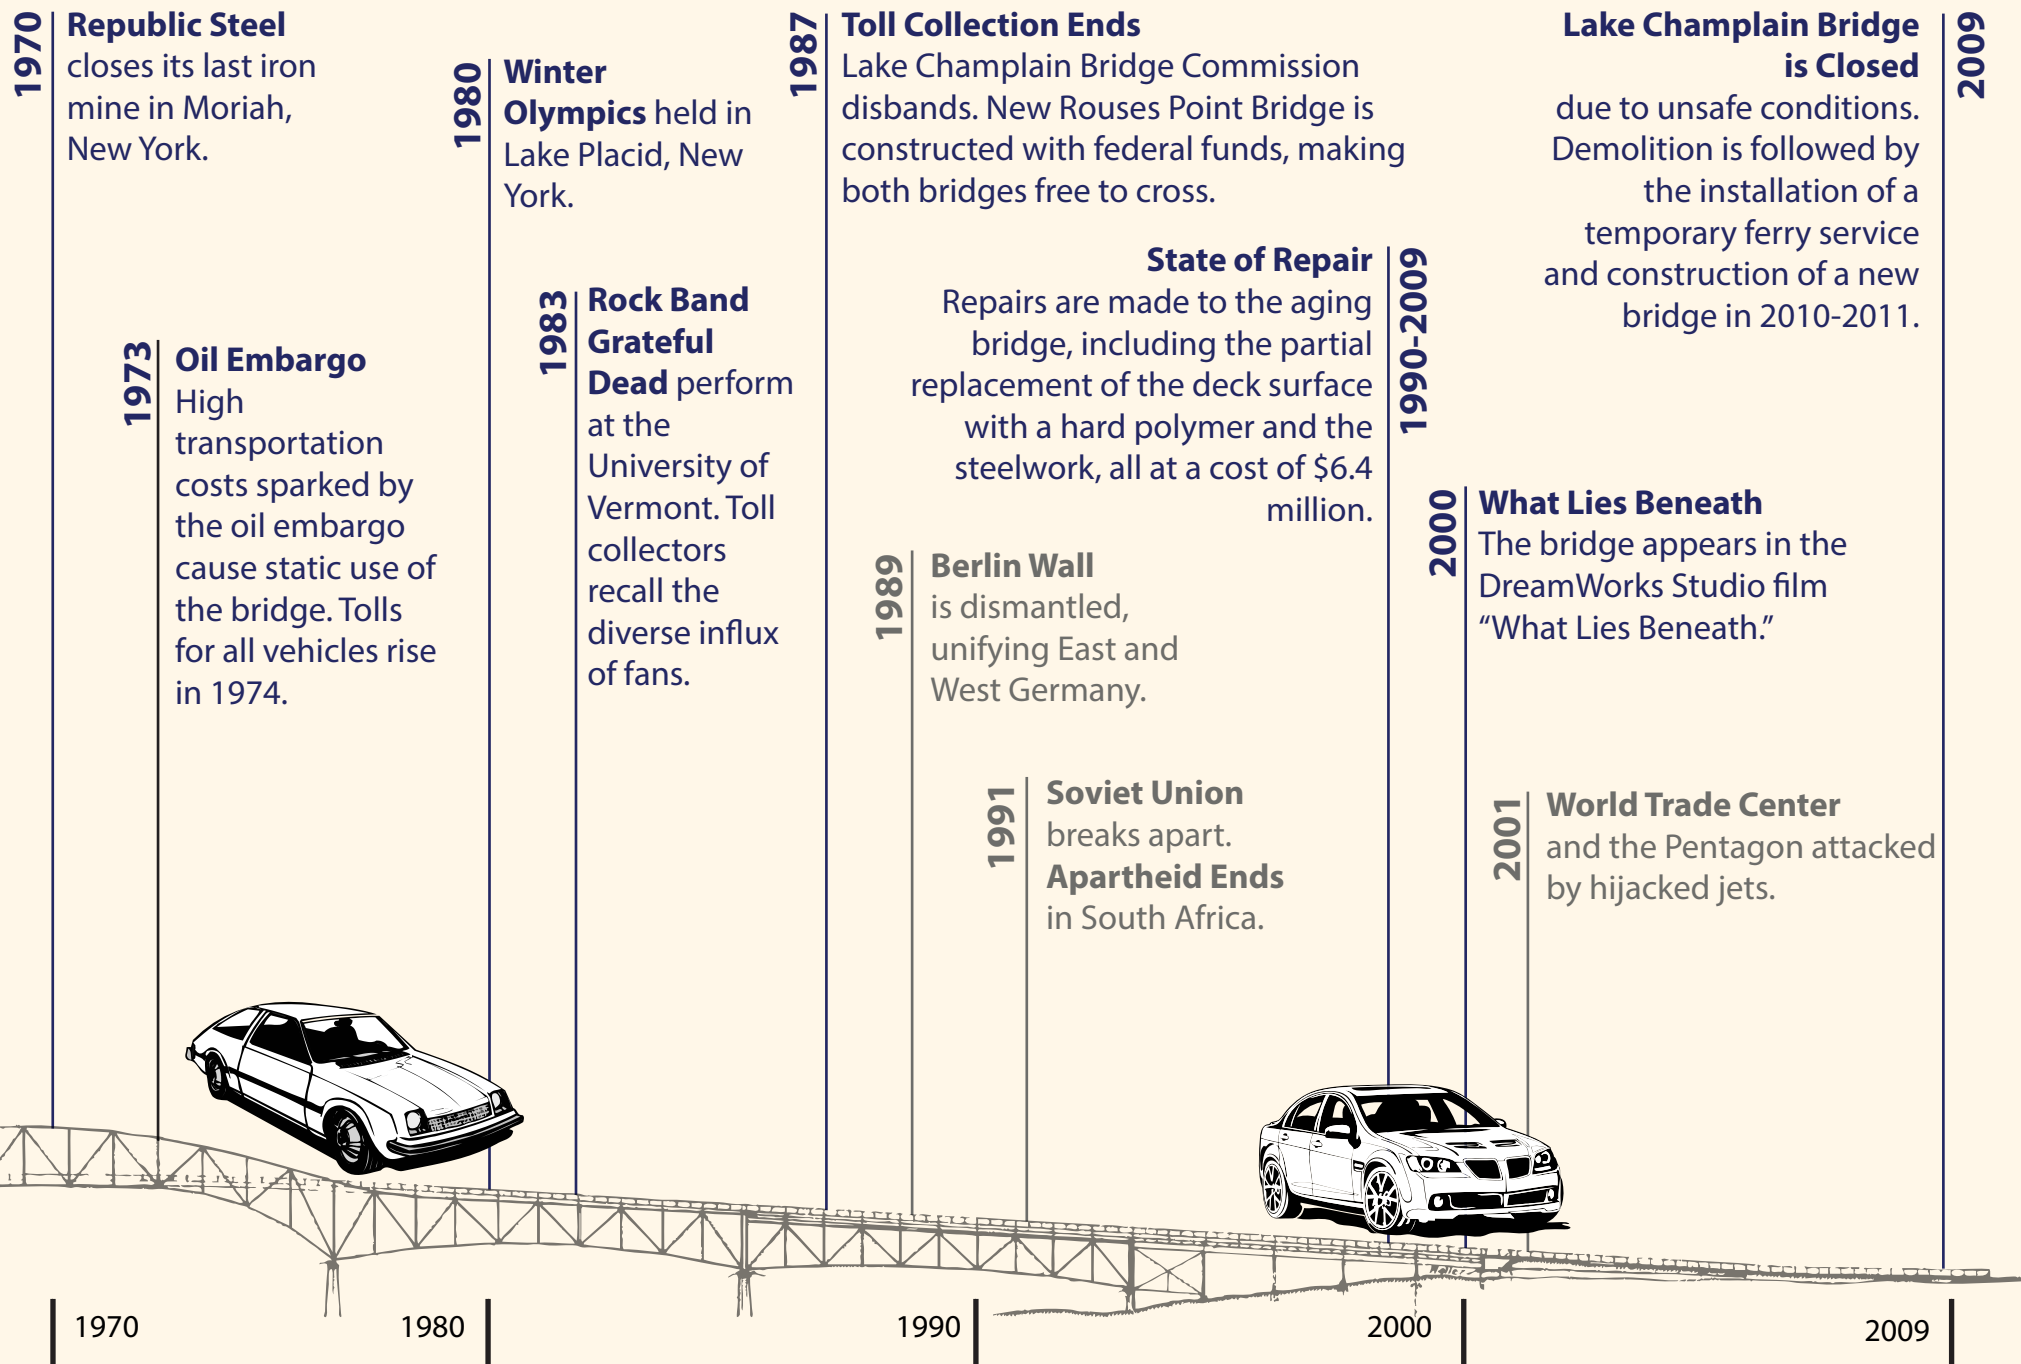 1970
Republic Steel
closes its last iron
mine in Moriah,
New York.
1973
Oil Embargo
High
transportation
costs sparked by
the oil embargo
cause static use of
the bridge. Tolls
for all vehicles rise
in 1974.
1980
Winter
Olympics held in
Lake Placid, New
York.
1983
Rock Band
Grateful
Dead perform
at the
University of
Vermont. Toll
collectors
recall the
diverse influx
of fans.
1987
Toll Collection Ends
Lake Champlain Bridge Commission
disbands. New Rouses Point Bridge is
constructed with federal funds, making
both bridges free to cross.
1989
Berlin Wall
is dismantled,
unifying East and
West Germany.
1991
Soviet Union
breaks apart.
Apartheid Ends
in South Africa.
1990-2009
State of Repair
Repairs are made to the aging
bridge, including the partial
replacement of the deck surface
with a hard polymer and the
steelwork, all at a cost of $6.4
million.
2000
What Lies Beneath
The bridge appears in the
DreamWorks Studio film
“What Lies Beneath.”
2001
World Trade Center
and the Pentagon attacked
by hijacked jets.
2009
Lake Champlain Bridge
is Closed
due to unsafe conditions.
Demolition is followed by
the installation of a
temporary ferry service
and construction of a new
bridge in 2010-2011.
1970
1980
1990
2000
2009